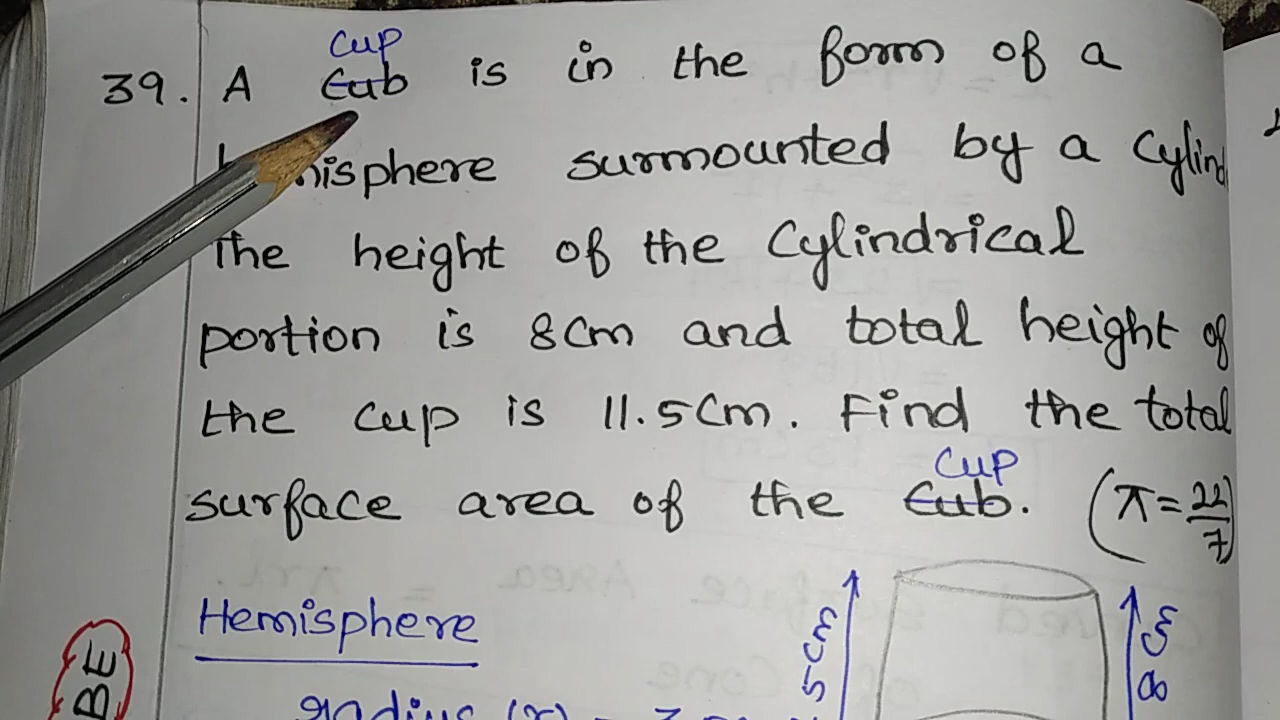 cup
39. A cub is in the form of a
surmounted by a
The height of the Cylindrical
portion is 8cm and total height of
the cup is 11.5cm. Find the total
cup
surface area of the cub. (π=22/7)
Hemisphere
5cm
8
BE